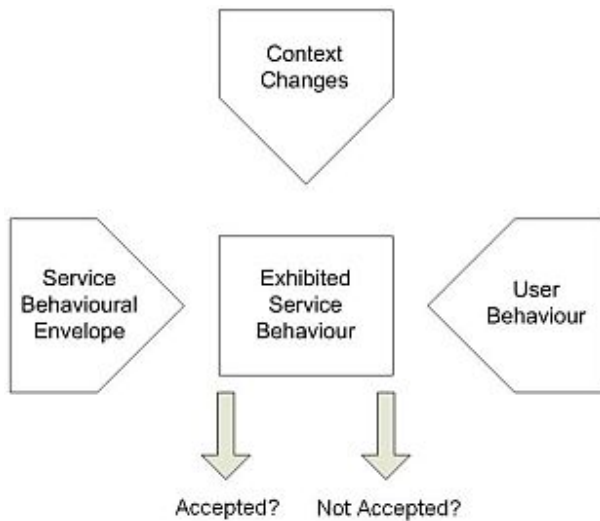 Context
Changes
Service
Behavioural
Envelope
Exhibited
Service
Behaviour
User
Behaviour
Accepted?
Not Accepted?